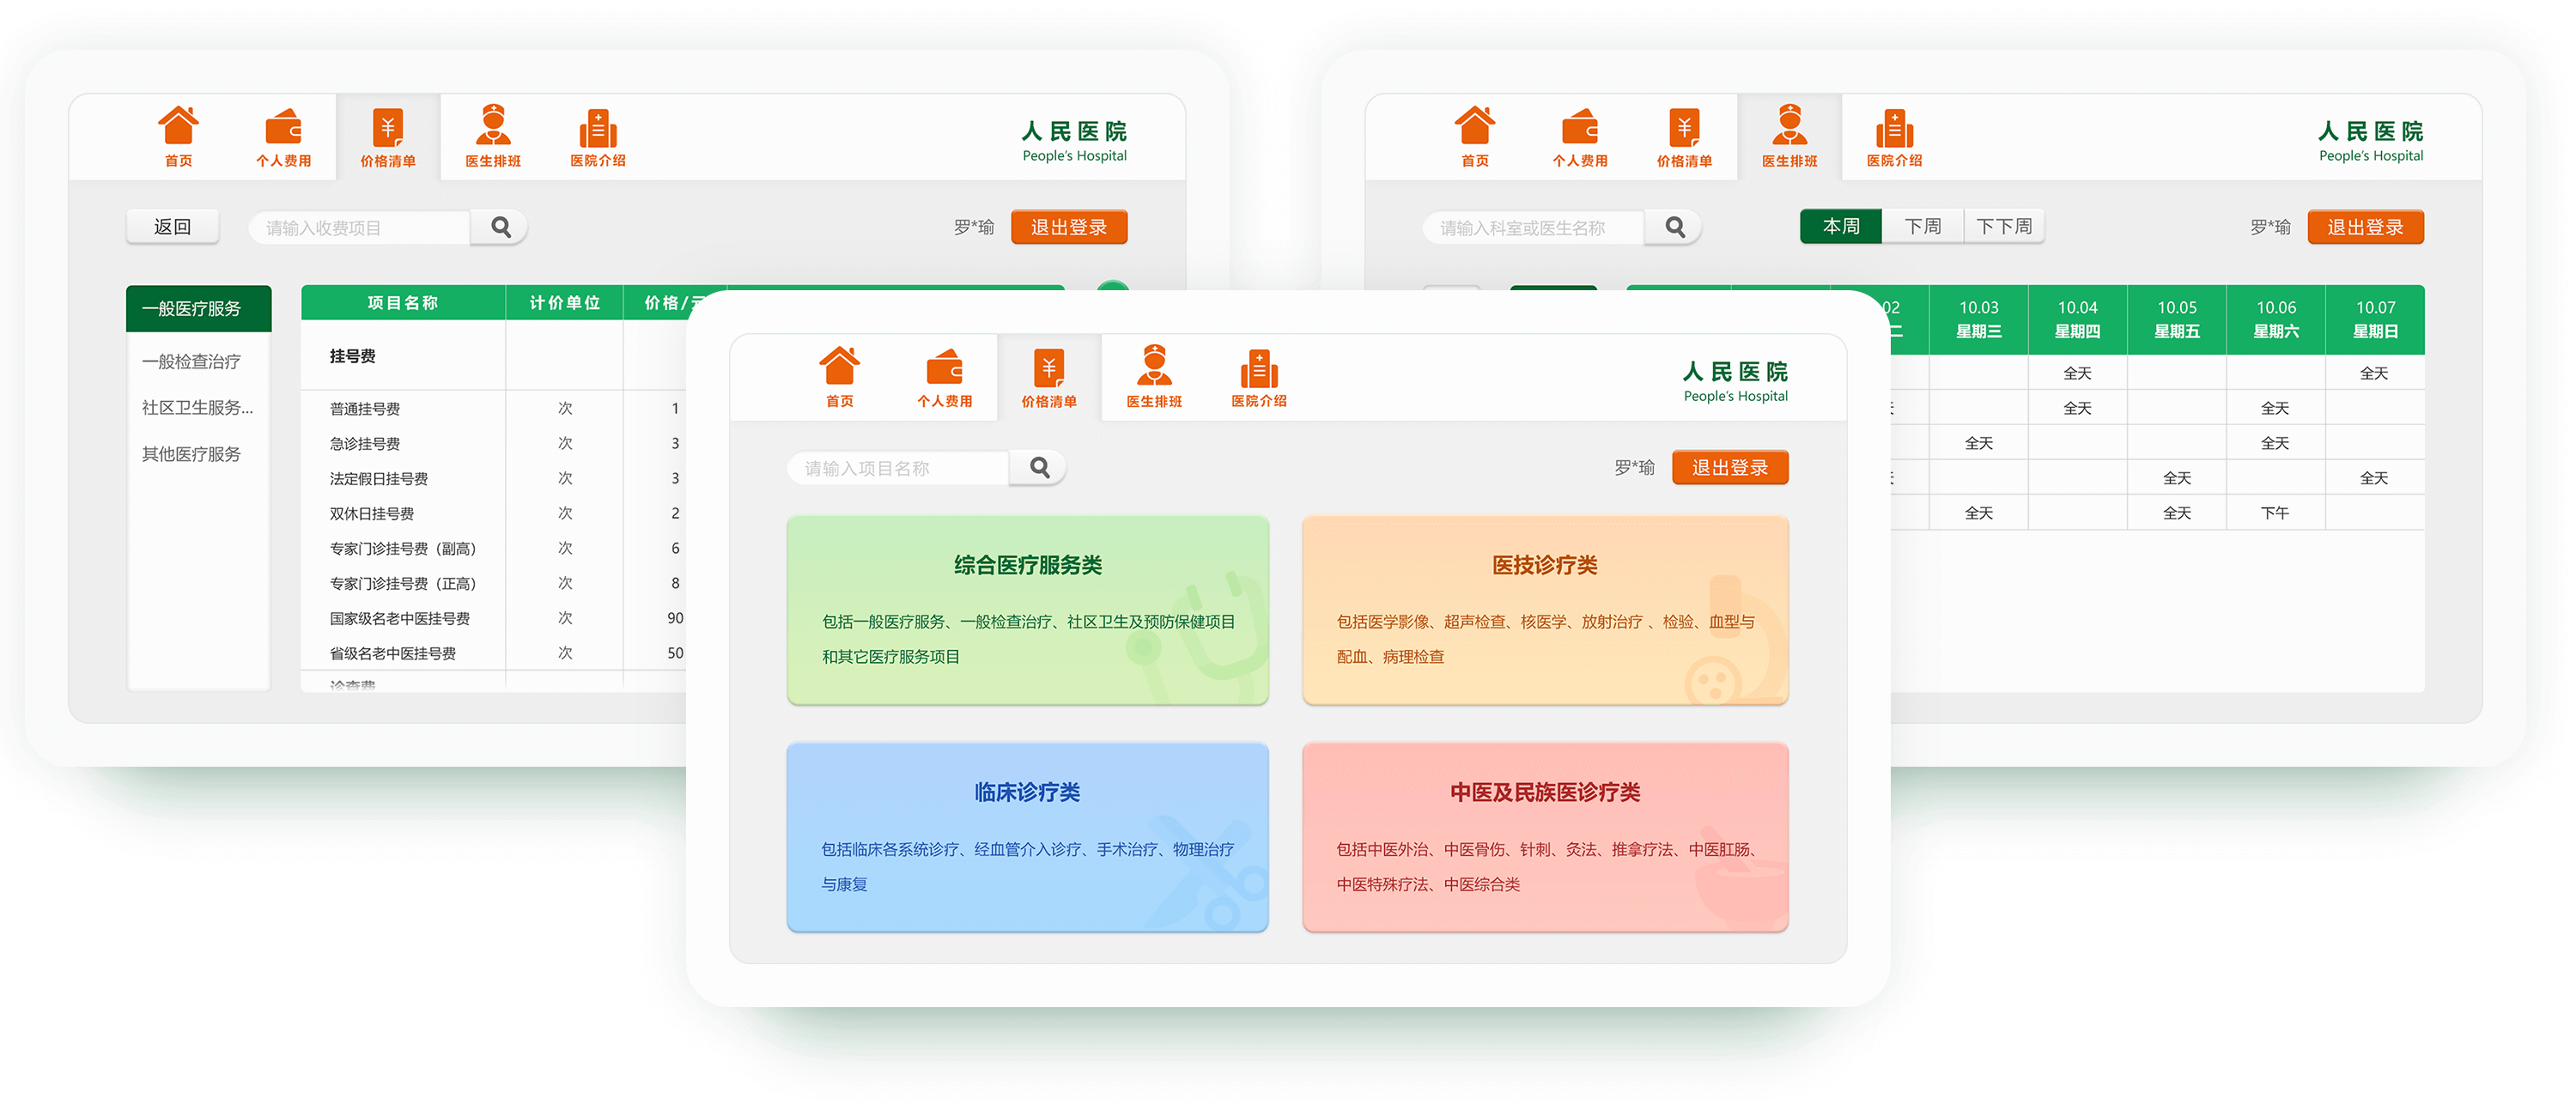 首页 个人费用 价格清单 医生排班 医院介绍
人民医院
People's Hospital
返回 请输入收费项目 罗*瑜 退出登录
一般医疗服务
一般检查治疗
社区卫生服务...
其他医疗服务
项目名称 计价单位 价格/元
挂号费
普通挂号费 次 1
急诊挂号费 次 3
法定假日挂号费 次 3
双休日挂号费 次 2
专家门诊挂号费（副高） 次 6
专家门诊挂号费（正高） 次 8
国家级名老中医挂号费 次 90
省级名老中医挂号费 次 50
诊查费
首页 个人费用 价格清单 医生排班 医院介绍
人民医院
People's Hospital
请输入项目名称 罗*瑜 退出登录
综合医疗服务类
包括一般医疗服务、一般检查治疗、社区卫生及预防保健项目
和其它医疗服务项目
医技诊疗类
包括医学影像、超声检查、核医学、放射治疗 、检验、血型与
配血、病理检查
临床诊疗类
包括临床各系统诊疗、经血管介入诊疗、手术治疗、物理治疗
与康复
中医及民族医诊疗类
包括中医外治、中医骨伤、针刺、灸法、推拿疗法、中医肛肠、
中医特殊疗法、中医综合类
首页 个人费用 价格清单 医生排班 医院介绍
人民医院
People's Hospital
请输入科室或医生名称 本周 下周 下下周 罗*瑜 退出登录
02 10.03 10.04 10.05 10.06 10.07
二 星期三 星期四 星期五 星期六 星期日
全天 全天
全天 全天
全天 全天
全天 全天
全天 全天 下午